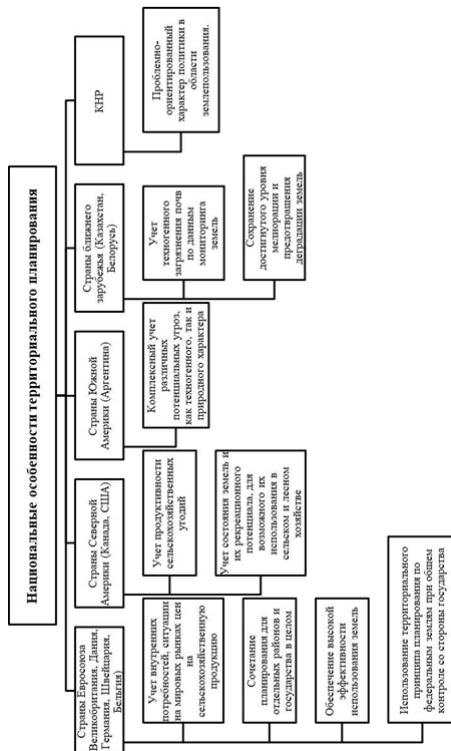 Национальные особенности территориального планирования
Страны Евросоюза
Великобритания, Дания,
Германия, Швейцария,
Бельгия)
Учет внутренних
потребностей, ситуации
на мировых рынках цен
на
сельскохозяйственную
продукцию
Сочетание
планирования для
отдельных районов и
государства в целом
Обеспечение высокой
эффективности
использования земель
Использование территориального
принципа планирования по
федеральным землям при общем
контроле со стороны государства
Страны Северной
Америки (Канада, США)
Учет продуктивности
сельскохозяйственных
угодий
Учет состояния земель и
их рекреационного
потенциала, для
возможного их
использования в
сельском и лесном
хозяйстве
Страны Южной
Америки (Аргентина)
Комплексный учет
различных
потенциальных угроз,
как техногенного, так и
природного характера
Страны ближнего
зарубежья (Казахстан,
Белорусь)
Учет
техногенного
загрязнения почв
по данным
мониторинга
земель
Сохранение
достигнутого уровня
мелиорации и
предотвращения
деградации земель
КНР
Проблемно-
ориентированный
характер политики в
области
землепользования.